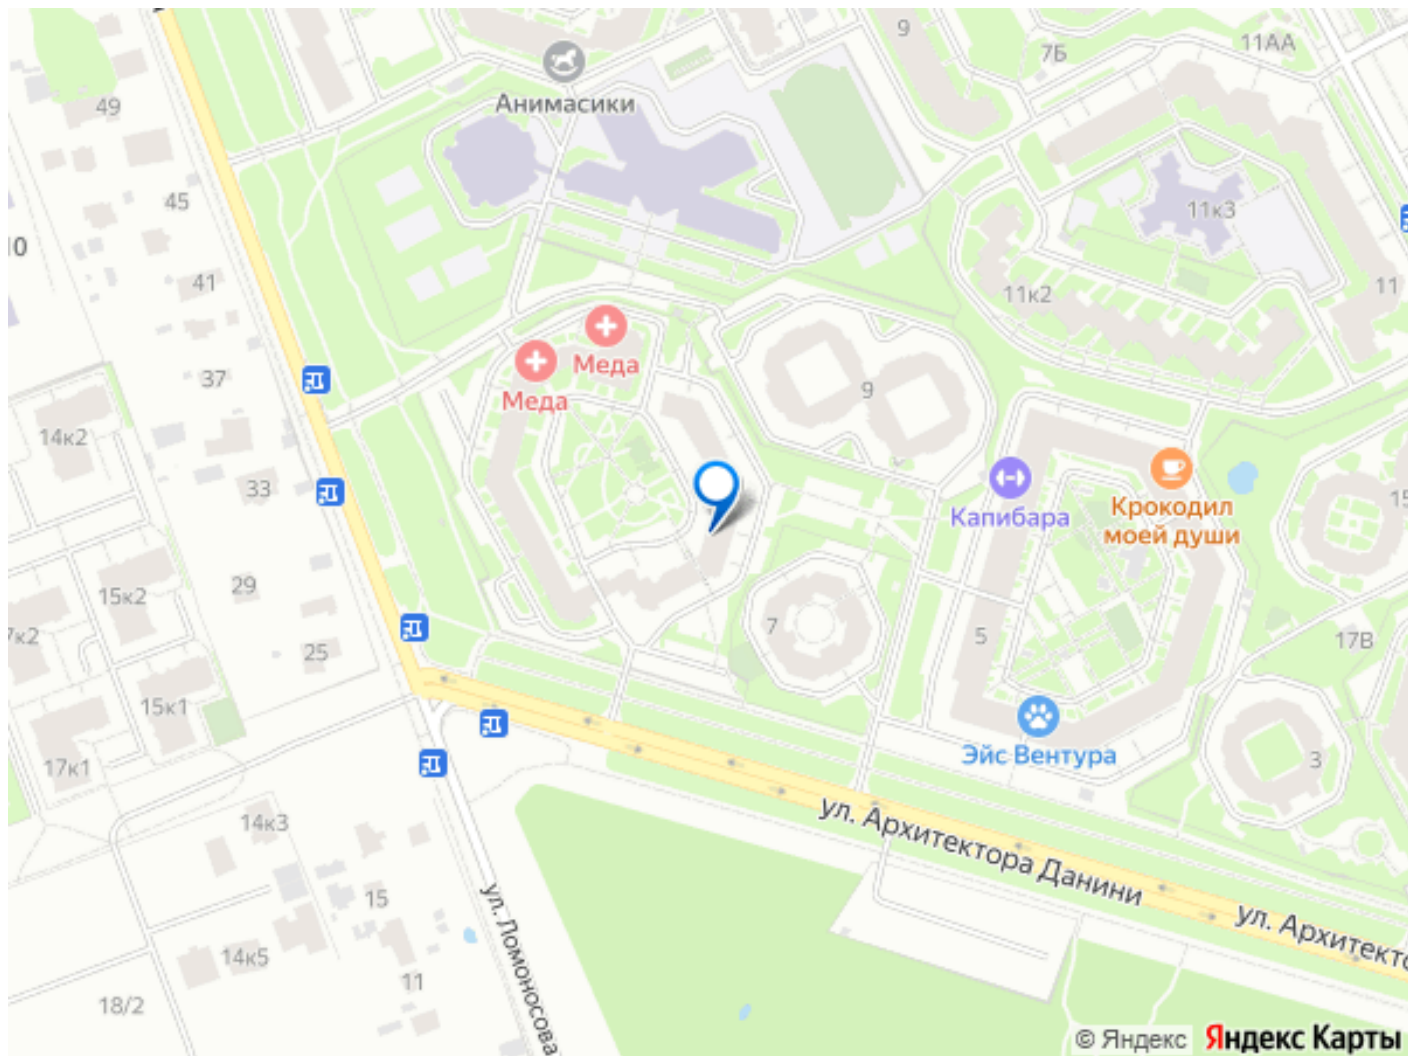 9
7Б
11АА
49
Анимасики
45
11к3
10
41
11к2
11
Меда
Меда
37
9
14к2
33
Капибара
Крокодил
моей души
15
29
15к2
7к2
7
5
17В
25
15к1
17к1
Эйс Вентура
3
14к3
ул. Архитектора Данини
15
ул. Ломоносова
ул. Архитекто
14к5
11
18/2
© Яндекс Яндекс Карты